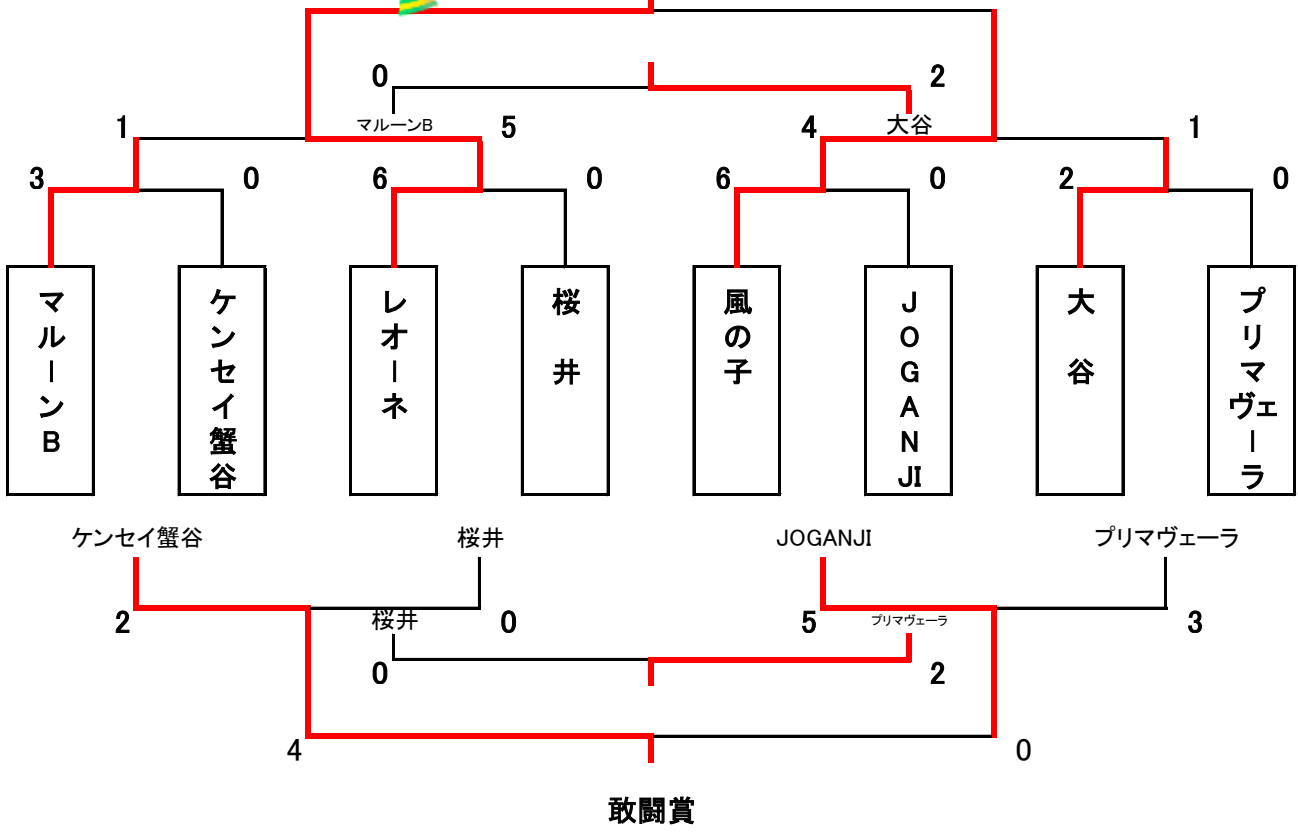 0 2
マルーンB 大谷
1 5 4 1
3 0 6 0 6 0 2 0
マルーンB
ケンセイ蟹谷
レオーネ
桜井
風の子
JOGANJI
大谷
プリマヴェーラ
ケンセイ蟹谷 桜井 JOGANJI プリマヴェーラ
2 桜井 0 5 プリマヴェーラ 3
0 2
4 0
敢闘賞